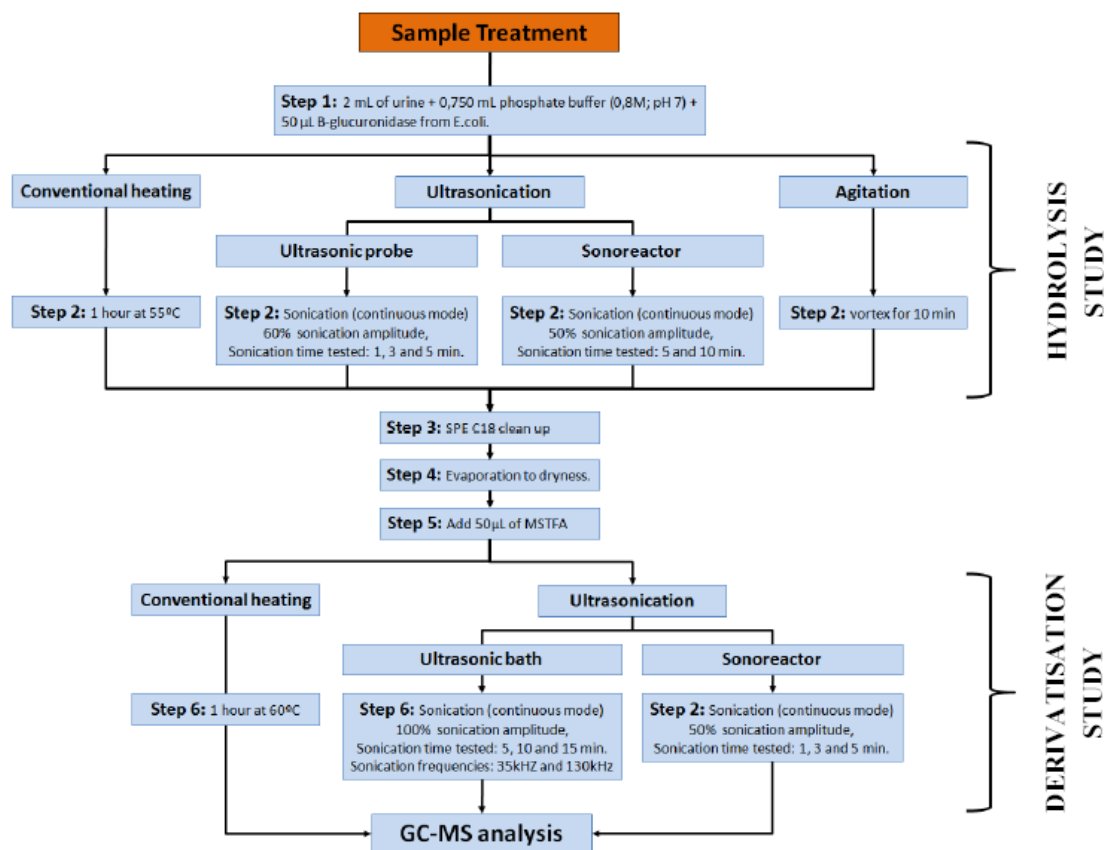 Sample Treatment
Step 1: 2 mL of urine + 0,750 mL phosphate buffer (0,8M; pH 7) +
50 µL B-glucuronidase from E.coli.
Conventional heating
Ultrasonication
Agitation
Ultrasonic probe
Sonoreactor
Step 2: 1 hour at 55ºC
Step 2: Sonication (continuous mode)
60% sonication amplitude,
Sonication time tested: 1, 3 and 5 min.
Step 2: Sonication (continuous mode)
50% sonication amplitude,
Sonication time tested: 5 and 10 min.
Step 2: vortex for 10 min
HYDROLYSIS
STUDY
Step 3: SPE C18 clean up
Step 4: Evaporation to dryness.
Step 5: Add 50µL of MSTFA
Conventional heating
Ultrasonication
Ultrasonic bath
Sonoreactor
Step 6: 1 hour at 60ºC
Step 6: Sonication (continuous mode)
100% sonication amplitude,
Sonication time tested: 5, 10 and 15 min.
Sonication frequencies: 35kHZ and 130kHz
Step 2: Sonication (continuous mode)
50% sonication amplitude,
Sonication time tested: 1, 3 and 5 min.
DERIVATISATION
STUDY
GC-MS analysis